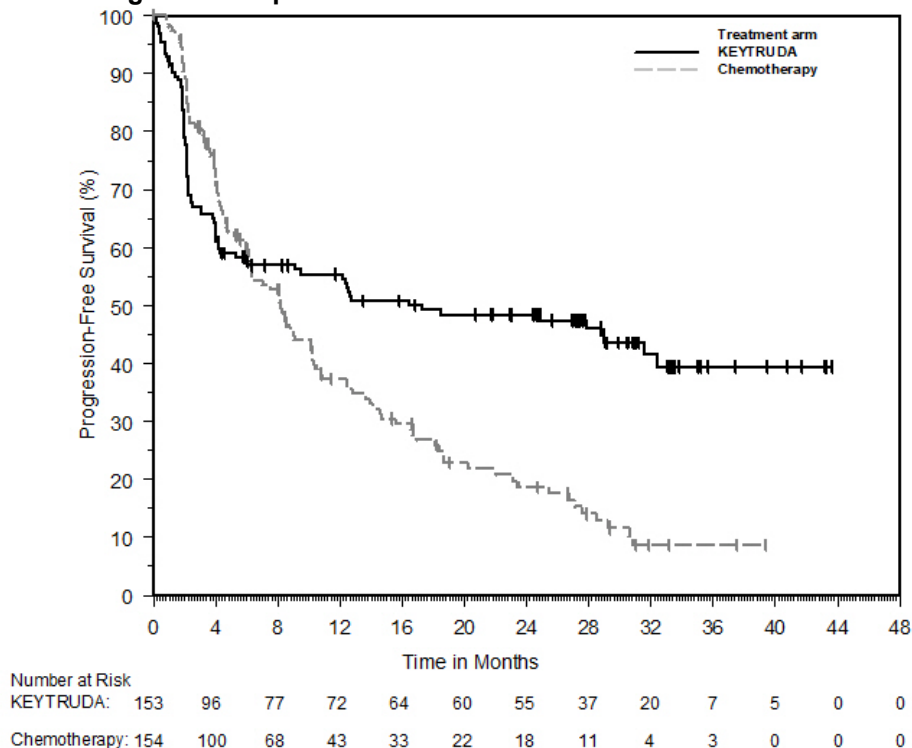 100
90
80
70
60
50
40
30
20
10
0
Progression-Free Survival (%)
Treatment arm
KEYTRUDA
Chemotherapy
0 4 8 12 16 20 24 28 32 36 40 44 48
Time in Months
Number at Risk
KEYTRUDA: 153 96 77 72 64 60 55 37 20 7 5 0 0
Chemotherapy: 154 100 68 43 33 22 18 11 4 3 0 0 0